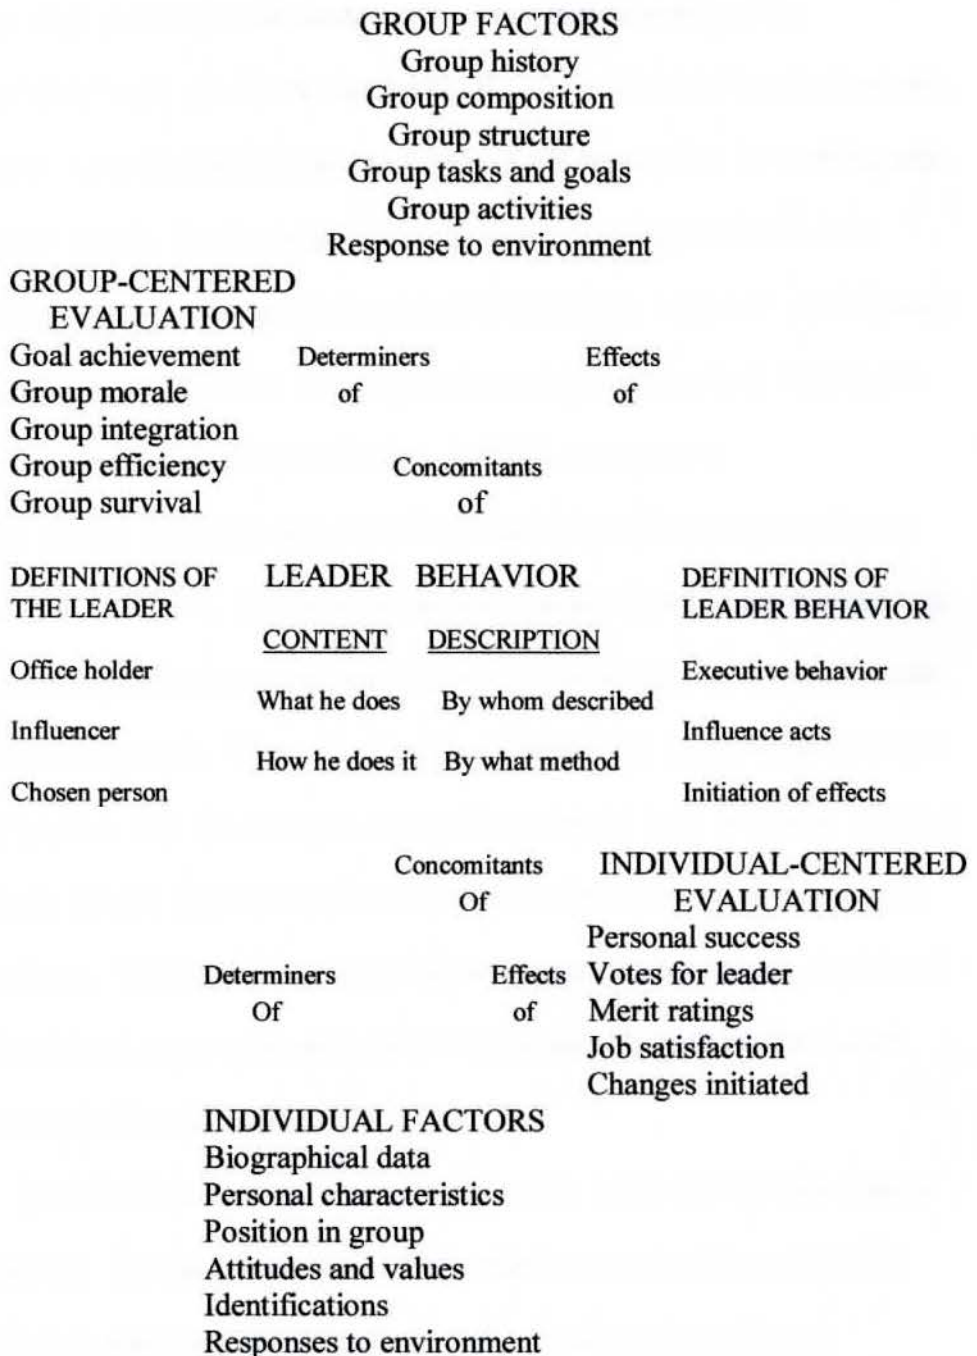 GROUP FACTORS
Group history
Group composition
Group structure
Group tasks and goals
Group activities
Response to environment
GROUP-CENTERED
EVALUATION
Goal achievement Determiners Effects
Group morale of of
Group integration
Group efficiency Concomitants
Group survival of
DEFINITIONS OF LEADER BEHAVIOR DEFINITIONS OF
THE LEADER LEADER BEHAVIOR
CONTENT DESCRIPTION
Office holder Executive behavior
What he does By whom described
Influencer Influence acts
How he does it By what method
Chosen person Initiation of effects
Concomitants INDIVIDUAL-CENTERED
Of EVALUATION
Personal success
Determiners Effects Votes for leader
Of of Merit ratings
Job satisfaction
Changes initiated
INDIVIDUAL FACTORS
Biographical data
Personal characteristics
Position in group
Attitudes and values
Identifications
Responses to environment